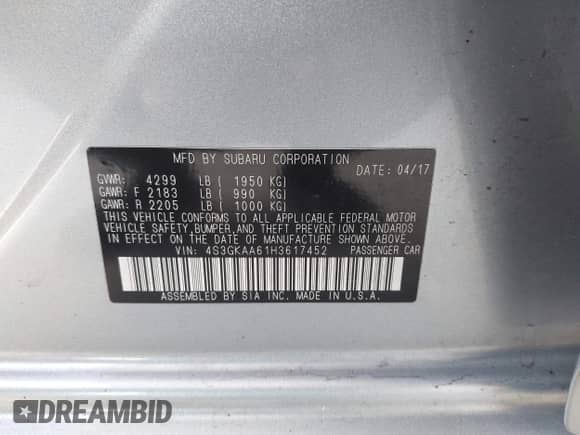 MFD BY SUBARU CORPORATION
DATE: 04/17
GVWR: 4299 LB ( 1950 KG)
GAWR: F 2183 LB ( 990 KG)
GAWR: R 2205 LB ( 1000 KG)
THIS VEHICLE CONFORMS TO ALL APPLICABLE FEDERAL MOTOR
VEHICLE SAFETY,BUMPER,AND THEFT PREVENTION STANDARDS
IN EFFECT ON THE DATE OF MANUFACTURE SHOWN ABOVE.
VIN: 4S3GKAA61H3617452 PASSENGER CAR
ASSEMBLED BY SIA INC. MADE IN U.S.A.
DREAMBID